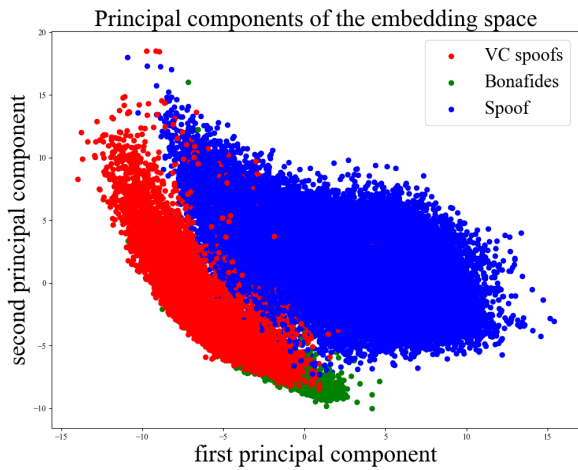 Principal components of the embedding space
VC spoofs
Bonafides
Spoof
20
15
10
5
0
−5
−10
second principal component
−15
−10
−5
0
5
10
15
first principal component